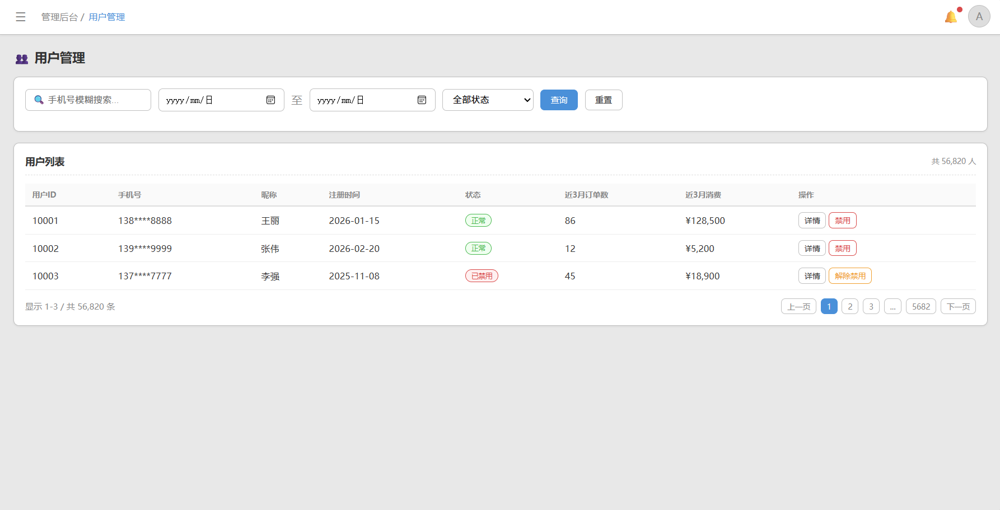 ☰ 管理后台 / 用户管理 A
用户管理
手机号模糊搜索... yyyy/mm/日 至 yyyy/mm/日 全部状态 查询 重置
用户列表 共 56,820 人
用户ID 手机号 昵称 注册时间 状态 近3月订单数 近3月消费 操作
10001 138****8888 王丽 2026-01-15 正常 86 ¥128,500 详情 禁用
10002 139****9999 张伟 2026-02-20 正常 12 ¥5,200 详情 禁用
10003 137****7777 李强 2025-11-08 已禁用 45 ¥18,900 详情 解除禁用
显示 1-3 / 共 56,820 条 上一页 1 2 3 ... 5682 下一页